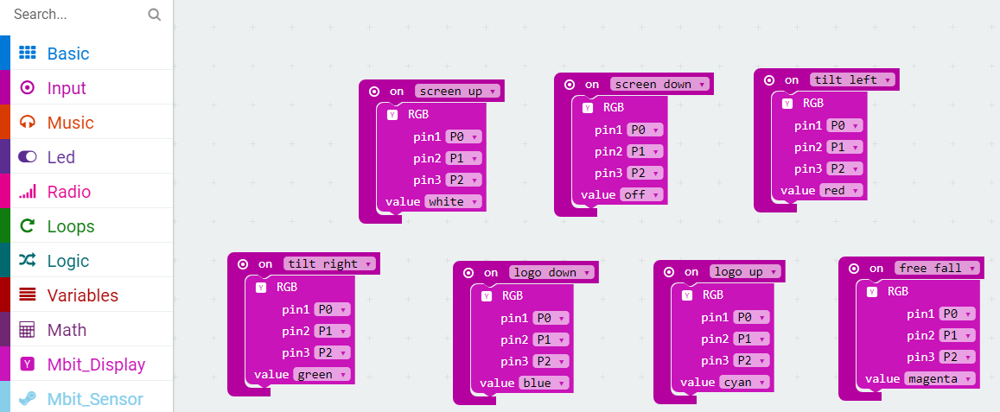 Search...
Basic
Input
Music
Led
Radio
Loops
Logic
Variables
Math
Y Mbit_Display
Mbit_Sensor
on screen up
Y RGB
pin1 P0
pin2 P1
pin3 P2
value white
on screen down
Y RGB
pin1 P0
pin2 P1
pin3 P2
value off
on tilt left
Y RGB
pin1 P0
pin2 P1
pin3 P2
value red
on tilt right
Y RGB
pin1 P0
pin2 P1
pin3 P2
value green
on logo down
Y RGB
pin1 P0
pin2 P1
pin3 P2
value blue
on logo up
Y RGB
pin1 P0
pin2 P1
pin3 P2
value cyan
on free fall
Y RGB
pin1 P0
pin2 P1
pin3 P2
value magenta